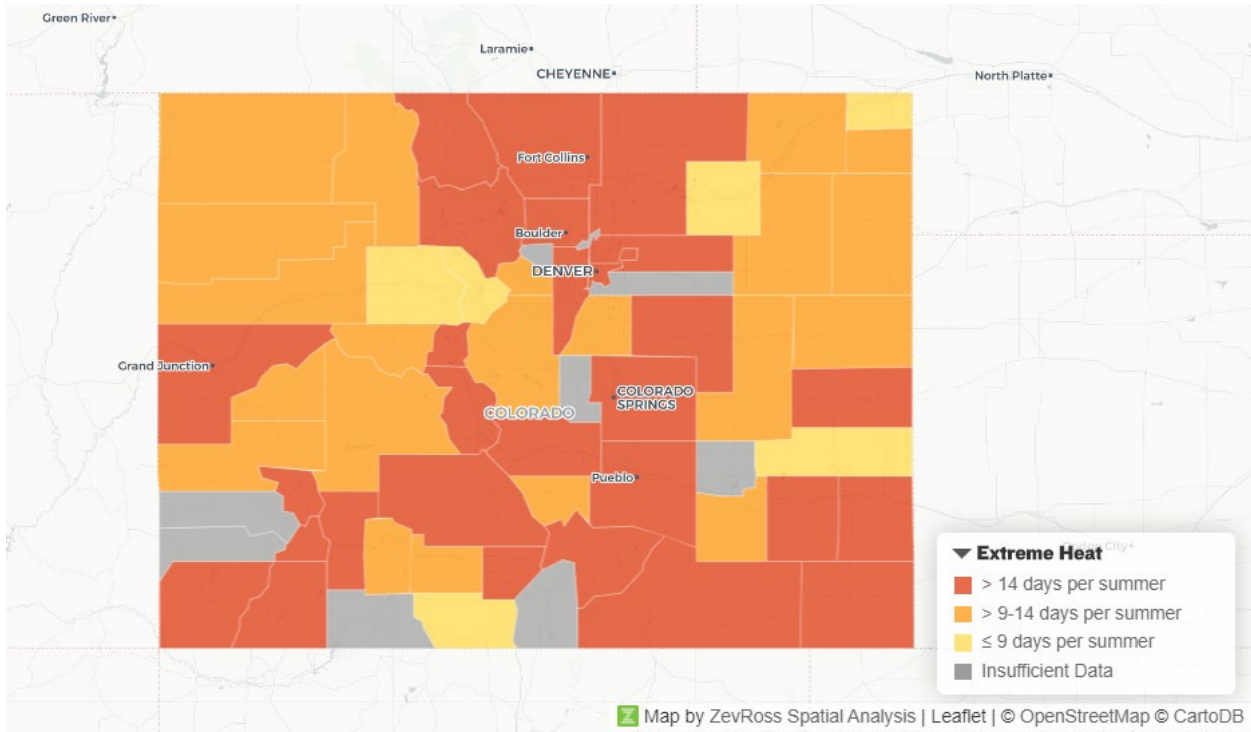 Green River
Laramie
CHEYENNE
North Platte
Fort Collins
Boulder
DENVER
Grand Junction
COLORADO
SPRINGS
COLORADO
Pueblo
Dodge City
Extreme Heat
> 14 days per summer
> 9-14 days per summer
≤ 9 days per summer
Insufficient Data
Map by ZevRoss Spatial Analysis | Leaflet | © OpenStreetMap © CartoDB